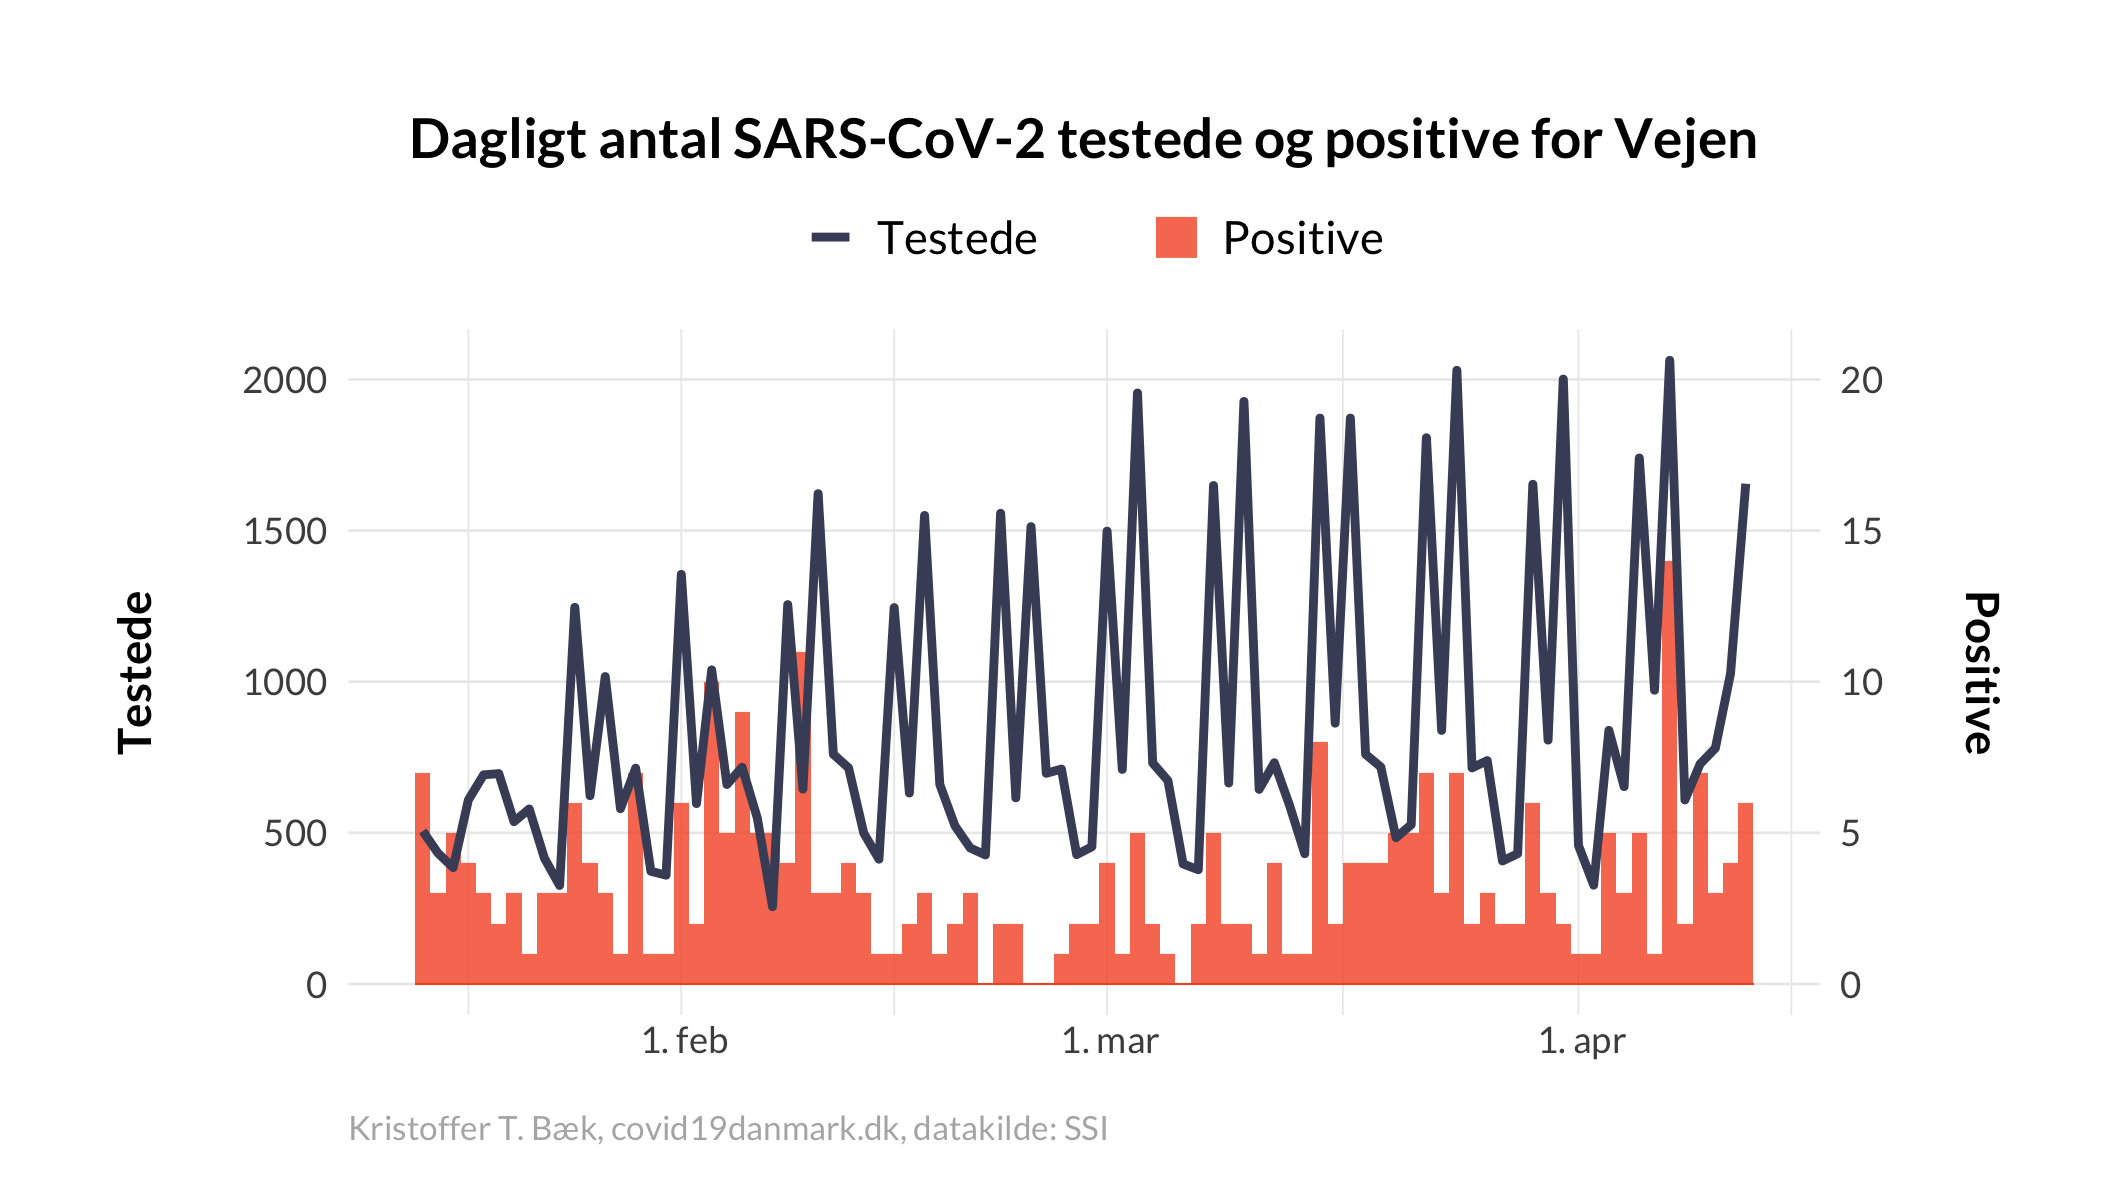 Dagligt antal SARS-CoV-2 testede og positive for Vejen
Testede
Positive
2000
1500
1000
500
0
Testede
20
15
10
5
0
Positive
1. feb
1. mar
1. apr
Kristoffer T. Bæk, covid19danmark.dk, datakilde: SSI